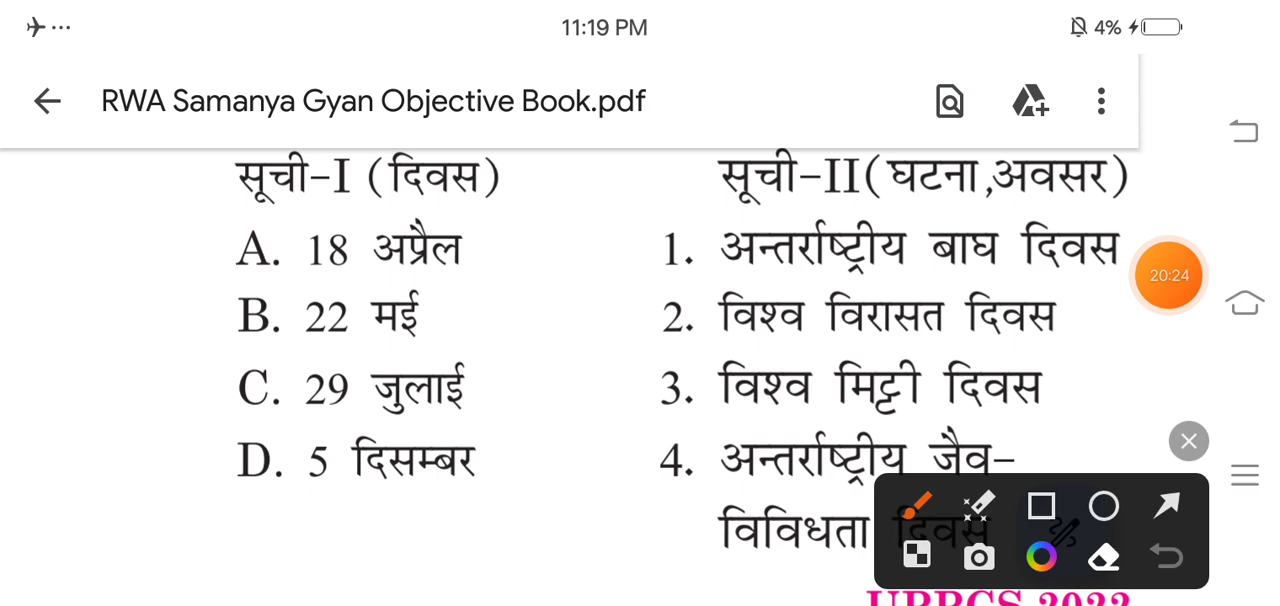 11:19 PM
4%
RWA Samanya Gyan Objective Book.pdf
सूची-I (दिवस) सूची-II(घटना,अवसर)
A. 18 अप्रैल 1. अन्तर्राष्ट्रीय बाघ दिवस
20:24
B. 22 मई 2. विश्व विरासत दिवस
C. 29 जुलाई 3. विश्व मिट्टी दिवस
D. 5 दिसम्बर 4. अन्तर्राष्ट्रीय जैव-
विविधता दिवस
UPPCS 2022